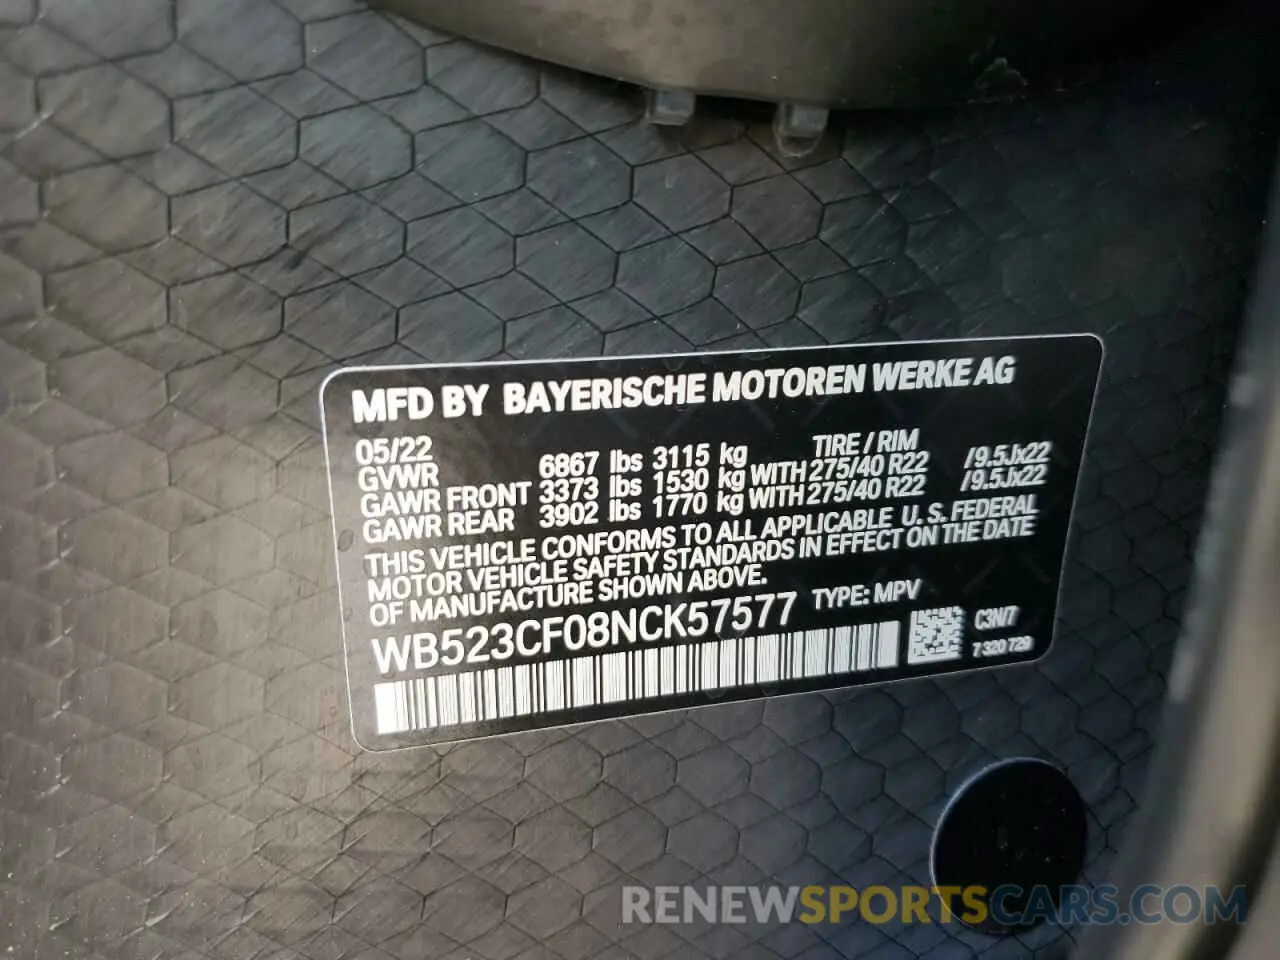 MFD BY BAYERISCHE MOTOREN WERKE AG
05/22 TIRE / RIM
GVWR 6867 lbs 3115 kg
GAWR FRONT 3373 lbs 1530 kg WITH 275/40 R22 /9.5Jx22
GAWR REAR 3902 lbs 1770 kg WITH 275/40 R22 /9.5Jx22
THIS VEHICLE CONFORMS TO ALL APPLICABLE U. S. FEDERAL
MOTOR VEHICLE SAFETY STANDARDS IN EFFECT ON THE DATE
OF MANUFACTURE SHOWN ABOVE.
WB523CF08NCK57577 TYPE: MPV
C3N/7
7 320 729
RENEWSPORTSCARS.COM